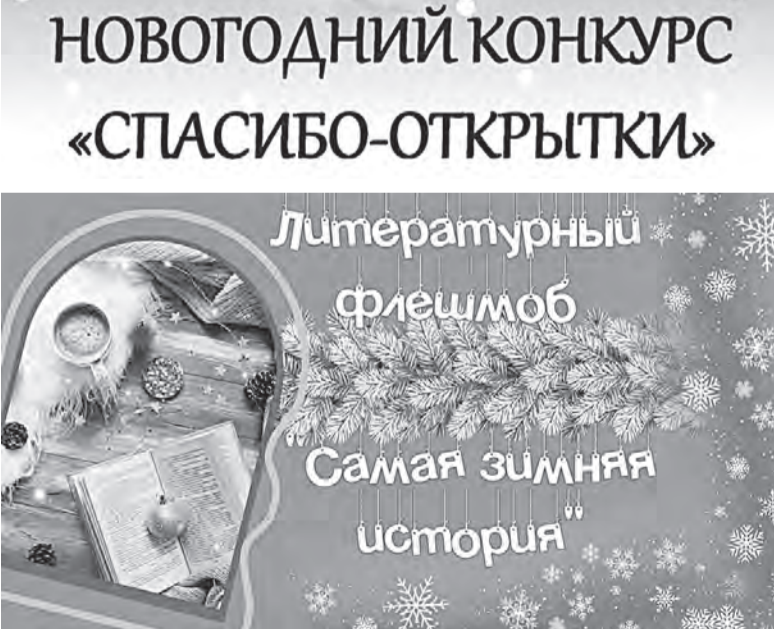 НОВОГОДНИЙ КОНКУРС
«СПАСИБО-ОТКРЫТКИ»
Литературный
флешмоб
"Самая зимняя
история"